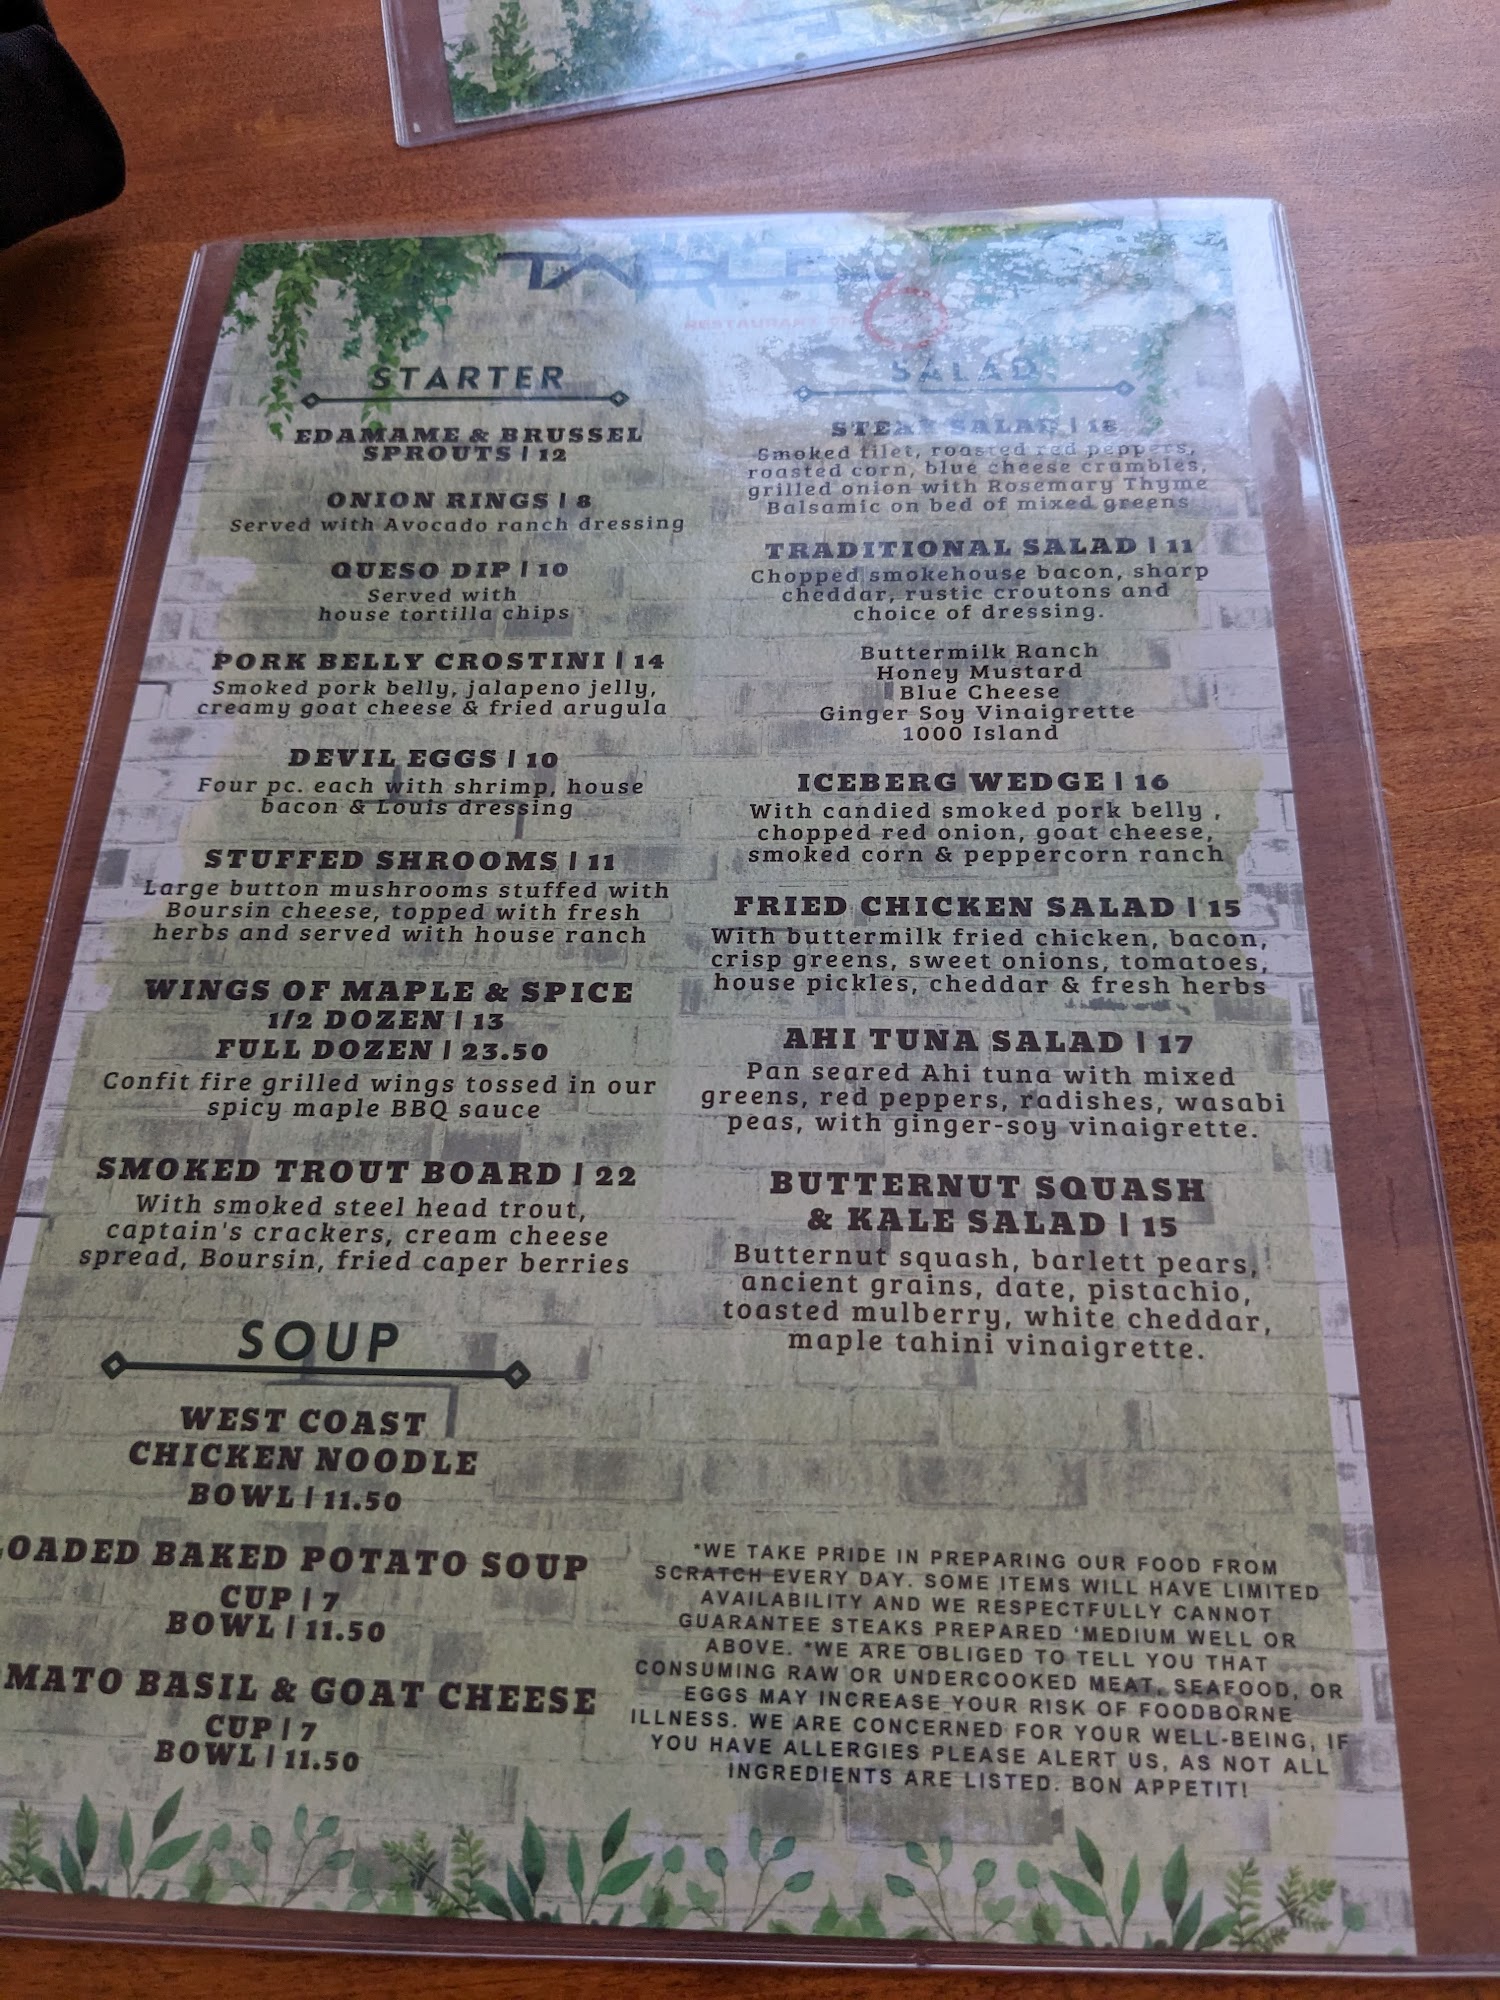 STARTER
EDAMAME & BRUSSEL
SPROUTS | 12
ONION RINGS | 8
Served with Avocado ranch dressing
QUESO DIP | 10
Served with
house tortilla chips
PORK BELLY CROSTINI | 14
Smoked pork belly, jalapeno jelly,
creamy goat cheese & fried arugula
DEVIL EGGS | 10
Four pc. each with shrimp, house
bacon & Louis dressing
STUFFED SHROOMS | 11
Large button mushrooms stuffed with
Boursin cheese, topped with fresh
herbs and served with house ranch
WINGS OF MAPLE & SPICE
1/2 DOZEN | 13
FULL DOZEN | 23.50
Confit fire grilled wings tossed in our
spicy maple BBQ sauce
SMOKED TROUT BOARD | 22
With smoked steel head trout,
captain's crackers, cream cheese
spread, Boursin, fried caper berries
SOUP
WEST COAST
CHICKEN NOODLE
BOWL | 11.50
LOADED BAKED POTATO SOUP
CUP | 7
BOWL | 11.50
MATO BASIL & GOAT CHEESE
CUP | 7
BOWL | 11.50
RESTAURANT
SALAD
STEAK SALAD |
Smoked filet, roasted red peppers,
roasted corn, blue cheese crumbles,
grilled onion with Rosemary Thyme
Balsamic on bed of mixed greens
TRADITIONAL SALAD | 11
Chopped smokehouse bacon, sharp
cheddar, rustic croutons and
choice of dressing.
Buttermilk Ranch
Honey Mustard
Blue Cheese
Ginger Soy Vinaigrette
1000 Island
ICEBERG WEDGE | 16
With candied smoked pork belly ,
chopped red onion, goat cheese,
smoked corn & peppercorn ranch
FRIED CHICKEN SALAD | 15
With buttermilk fried chicken, bacon,
crisp greens, sweet onions, tomatoes,
house pickles, cheddar & fresh herbs
AHI TUNA SALAD | 17
Pan seared Ahi tuna with mixed
greens, red peppers, radishes, wasabi
peas, with ginger-soy vinaigrette.
BUTTERNUT SQUASH
& KALE SALAD | 15
Butternut squash, barlett pears,
ancient grains, date, pistachio,
toasted mulberry, white cheddar,
maple tahini vinaigrette.
*WE TAKE PRIDE IN PREPARING OUR FOOD FROM
SCRATCH EVERY DAY. SOME ITEMS WILL HAVE LIMITED
AVAILABILITY AND WE RESPECTFULLY CANNOT
GUARANTEE STEAKS PREPARED 'MEDIUM WELL OR
ABOVE. *WE ARE OBLIGED TO TELL YOU THAT
CONSUMING RAW OR UNDERCOOKED MEAT, SEAFOOD, OR
EGGS MAY INCREASE YOUR RISK OF FOODBORNE
ILLNESS. WE ARE CONCERNED FOR YOUR WELL-BEING, IF
YOU HAVE ALLERGIES PLEASE ALERT US, AS NOT ALL
INGREDIENTS ARE LISTED. BON APPETIT!